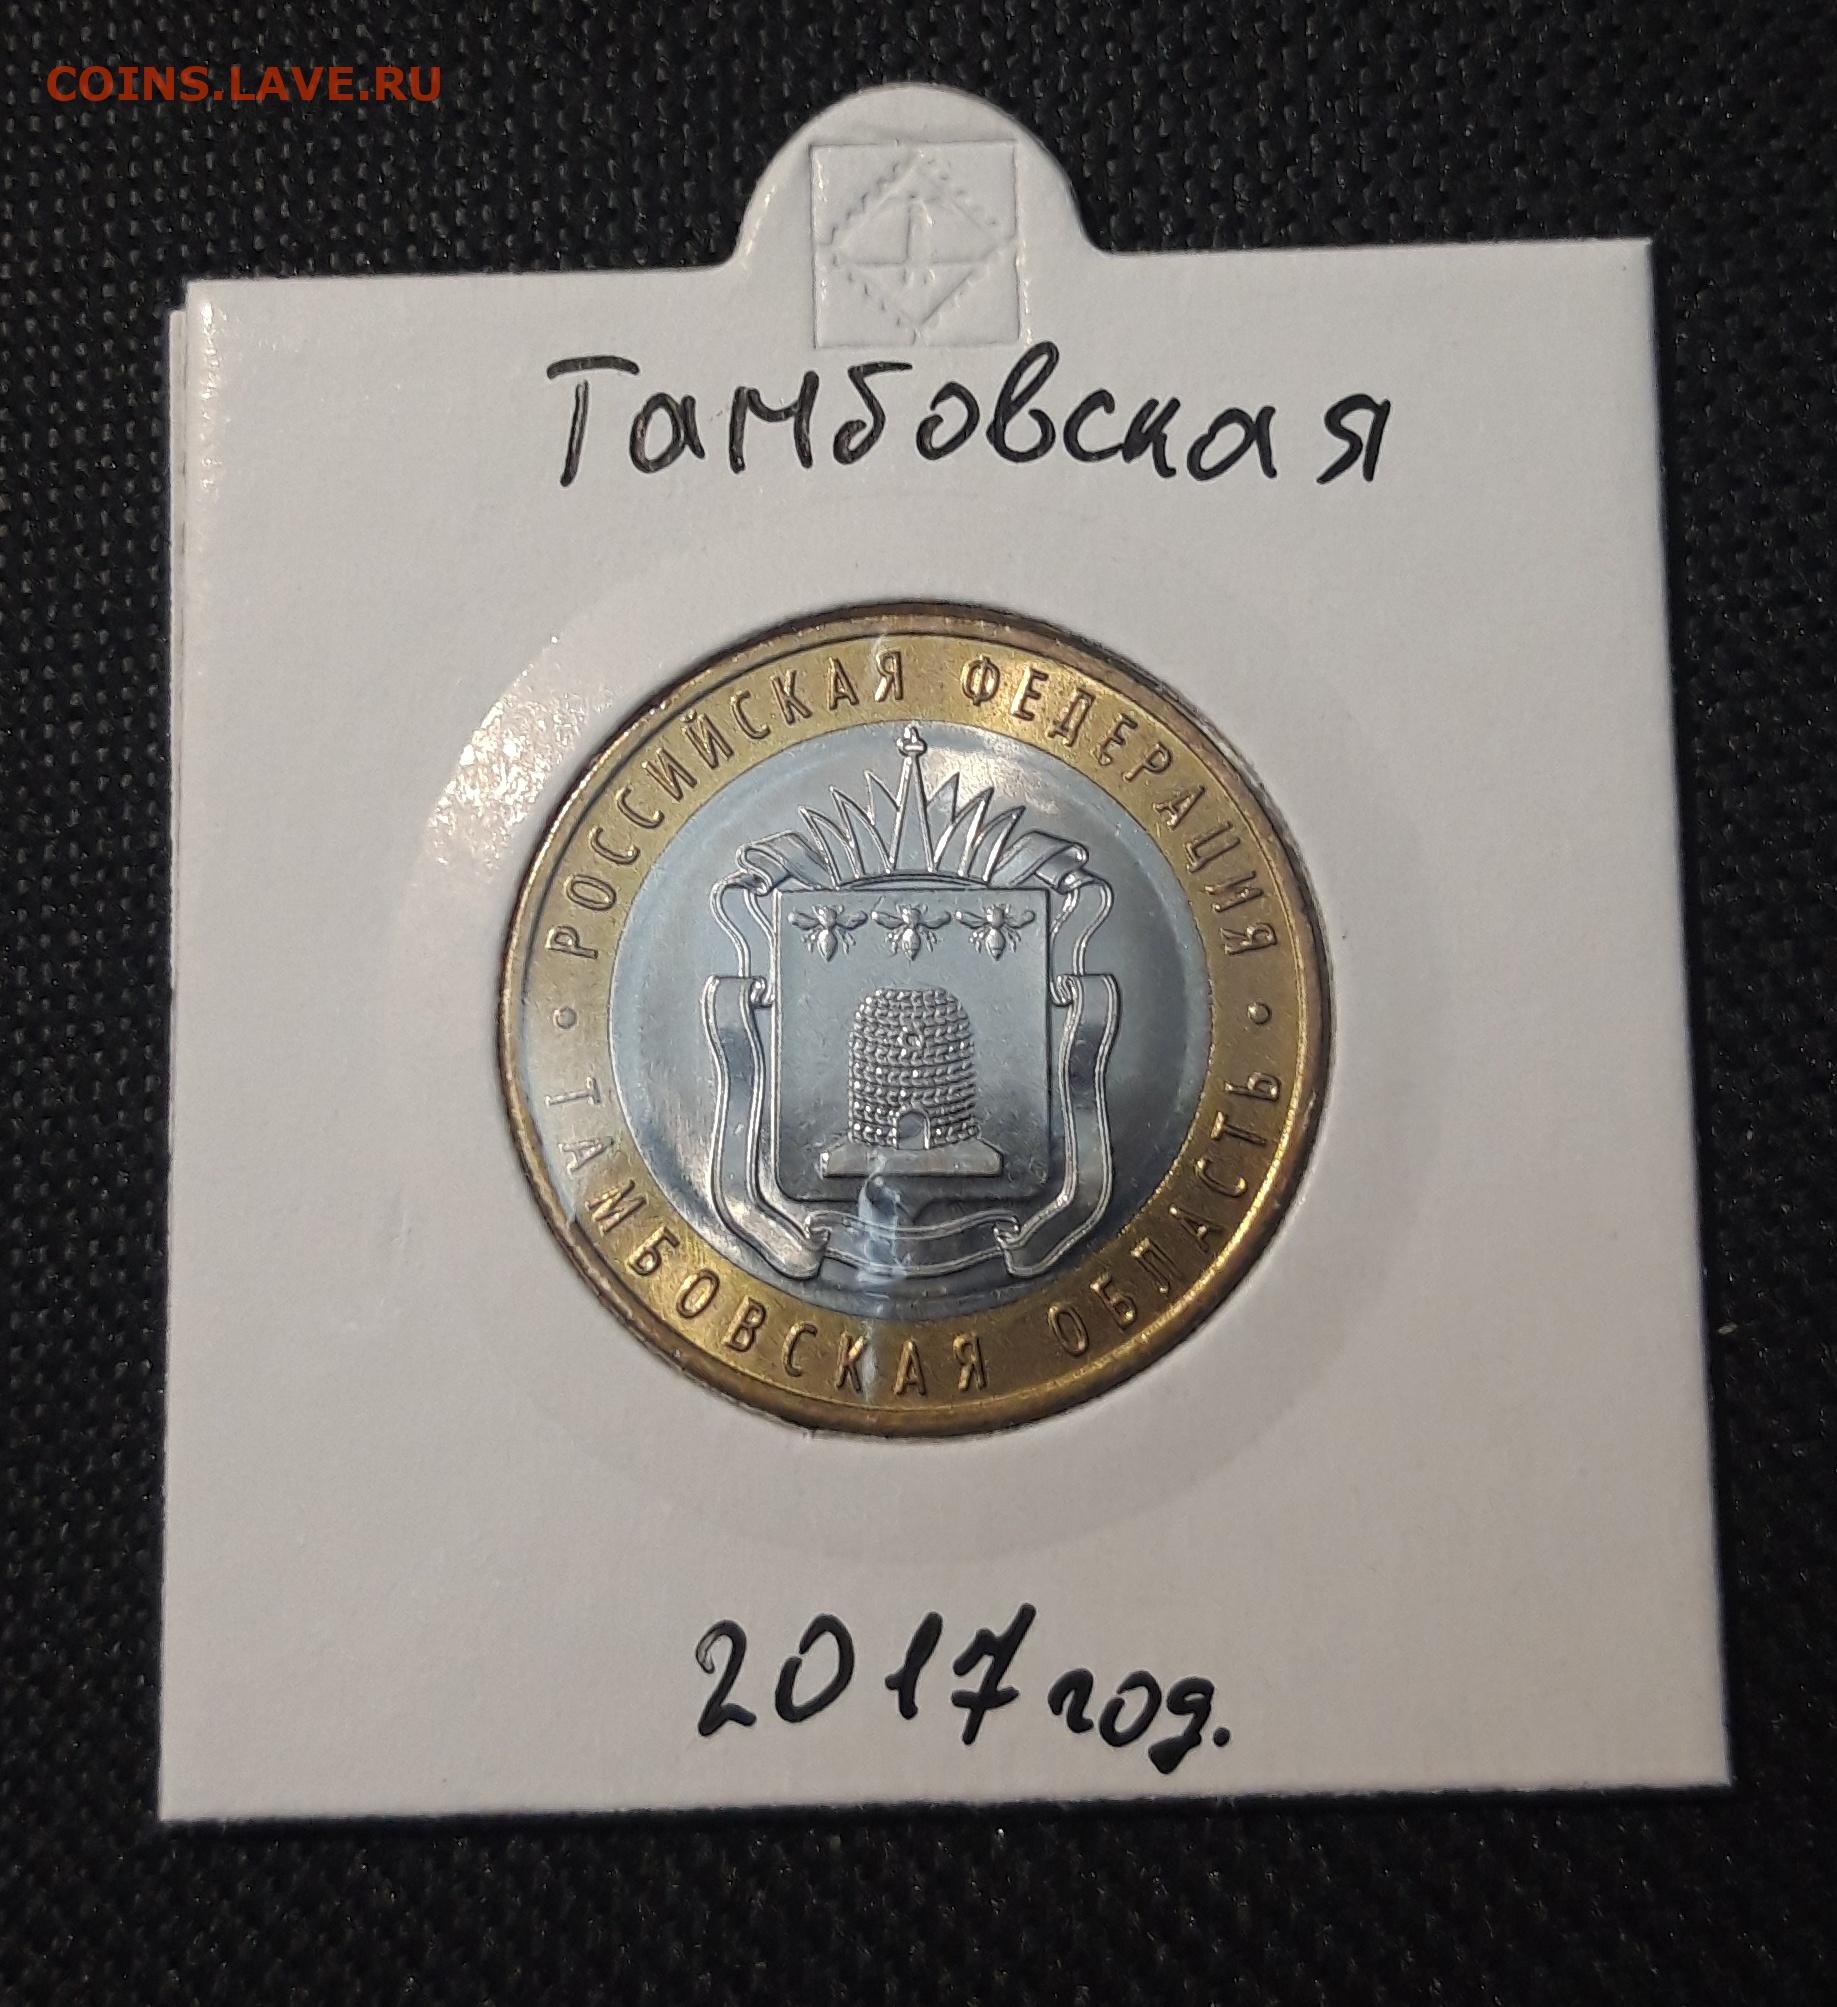 COINS.LAVE.RU
Тамбовская
РОССИЙСКАЯ ФЕДЕРАЦИЯ
ТАМБОВСКАЯ ОБЛАСТЬ
2017 год.